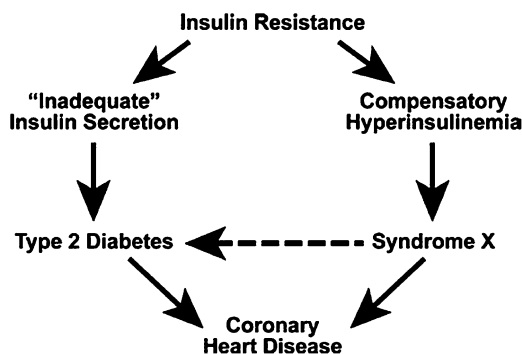 Insulin Resistance
“Inadequate”
Insulin Secretion
Compensatory
Hyperinsulinemia
Type 2 Diabetes
Syndrome X
Coronary
Heart Disease